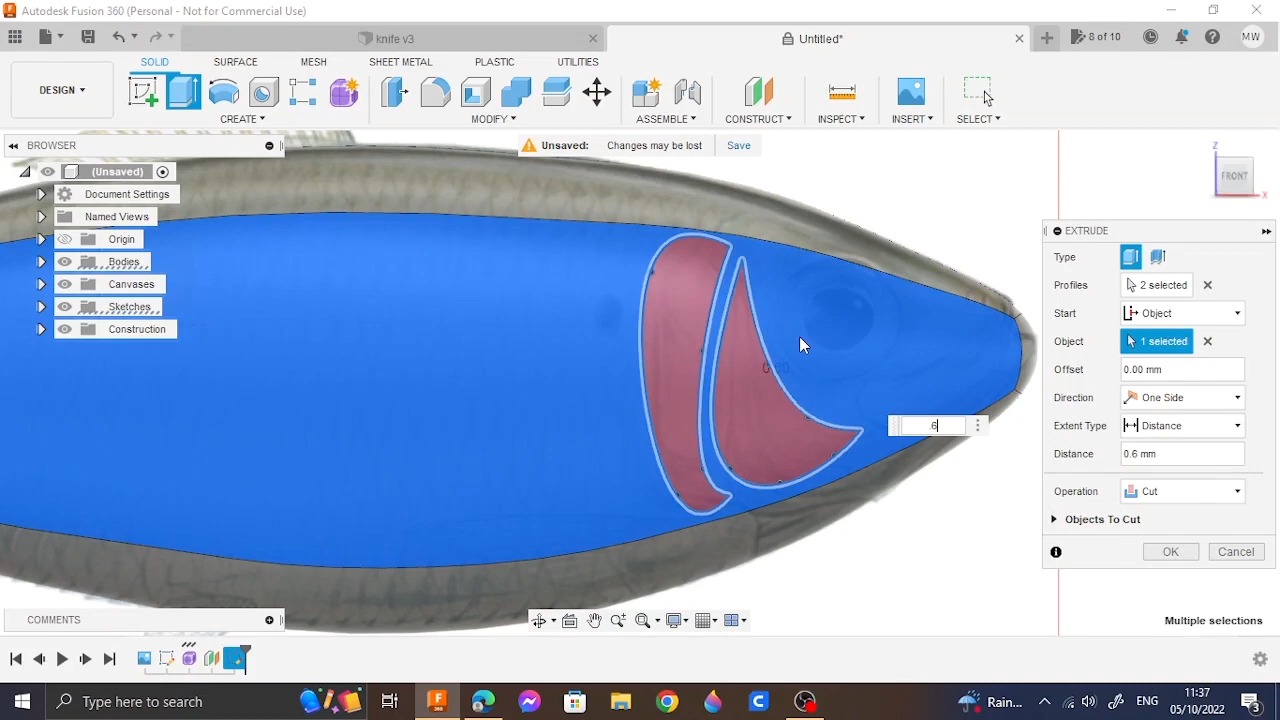 Autodesk Fusion 360 (Personal - Not for Commercial Use)
knife v3
Untitled*
8 of 10
MW
DESIGN
SOLID SURFACE MESH SHEET METAL PLASTIC UTILITIES
CREATE MODIFY ASSEMBLE CONSTRUCT INSPECT INSERT SELECT
BROWSER
Unsaved: Changes may be lost Save
(Unsaved)
Document Settings
Named Views
Origin
Bodies
Canvases
Sketches
Construction
Z
FRONT
X
EXTRUDE
Type
Profiles 2 selected
Start Object
Object 1 selected
Offset 0.00 mm
Direction One Side
Extent Type Distance
Distance 0.6 mm
Operation Cut
Objects To Cut
OK Cancel
.6
COMMENTS
Multiple selections
Type here to search
Rain...
ENG
11:37
05/10/2022
3